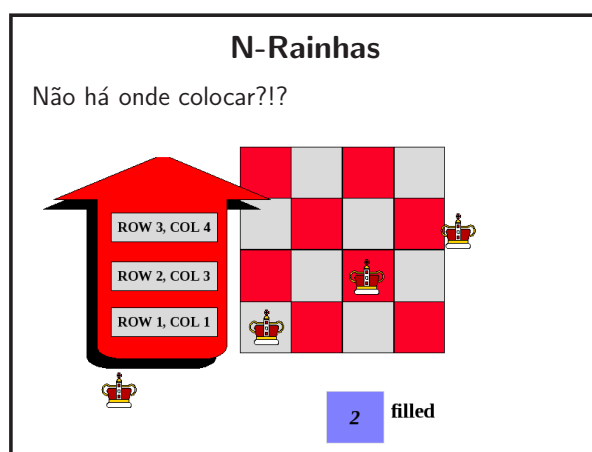 N-Rainhas
Não há onde colocar?!?
ROW 3, COL 4
ROW 2, COL 3
ROW 1, COL 1
2 filled